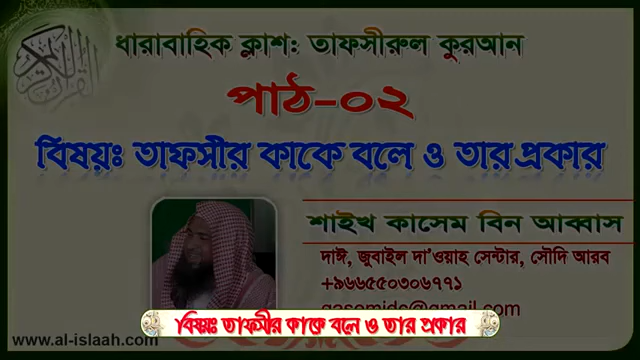 ধারাবাহিক ক্লাশ: তাফসীরুল কুরআন
পাঠ-০২
বিষয়ঃ তাফসীর কাকে বলে ও তার প্রকার
শাইখ কাসেম বিন আব্বাস
দাঈ, জুবাইল দা'ওয়াহ সেন্টার, সৌদি আরব
+৯৬৬৫৫০৩০৬৭৭১
বিষয়ঃ তাফসীর কাকে বলে ও তার প্রকার
www.al-islaah.com